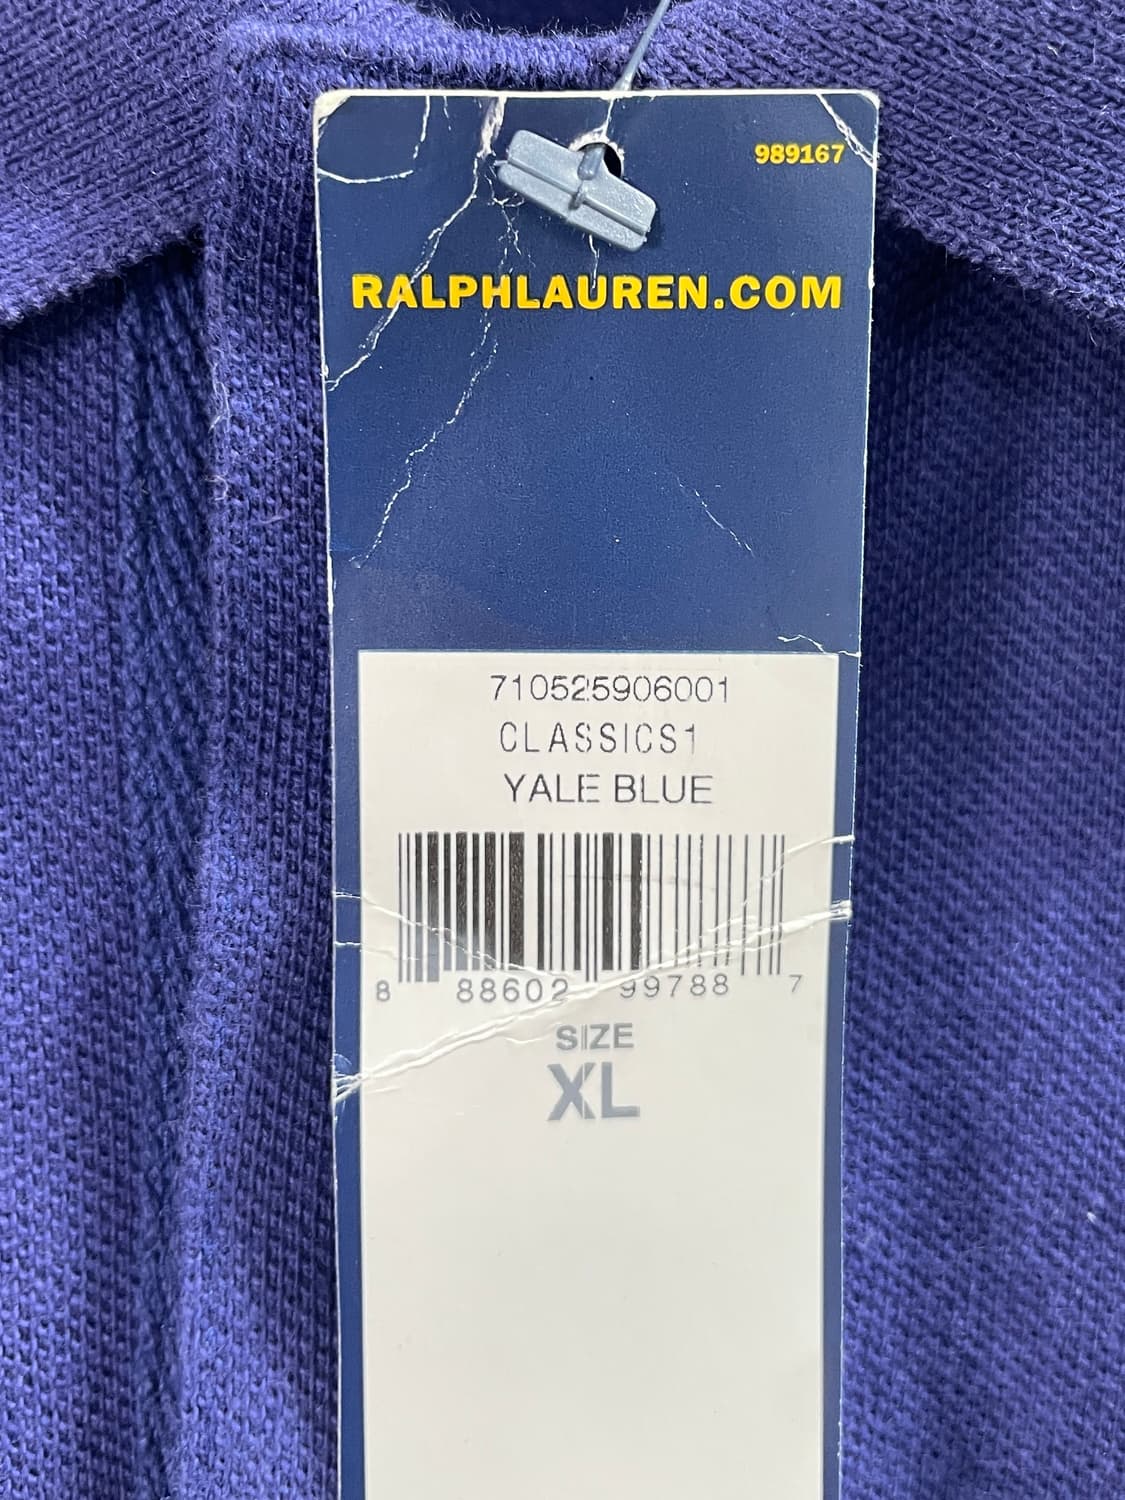 989167
RALPHLAUREN.COM
710525906001
CLASSICS1
YALE BLUE
8 88602 99788 7
SIZE
XL